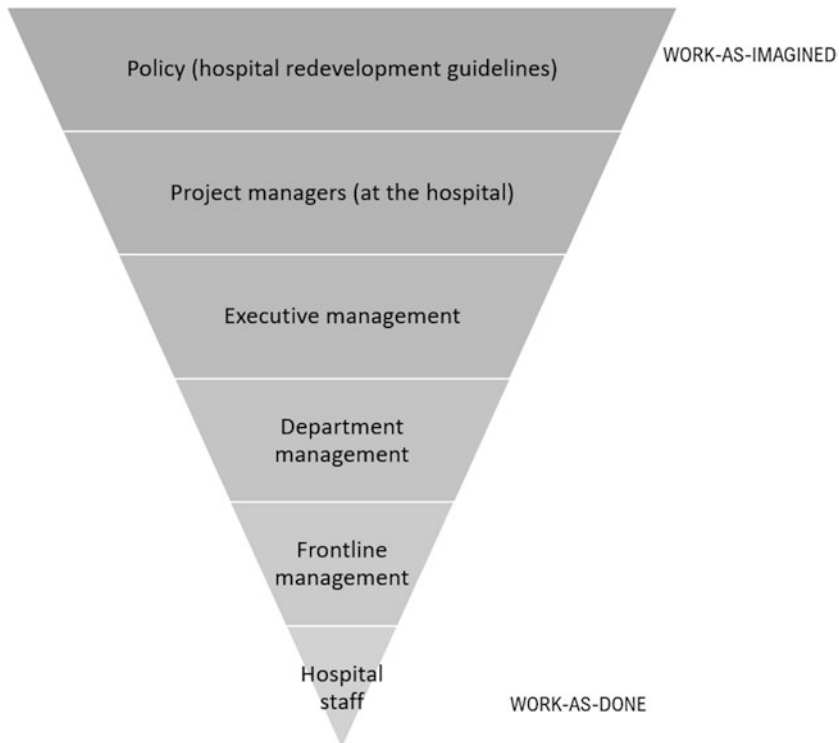 Policy (hospital redevelopment guidelines)
WORK-AS-IMAGINED
Project managers (at the hospital)
Executive management
Department
management
Frontline
management
Hospital
staff
WORK-AS-DONE